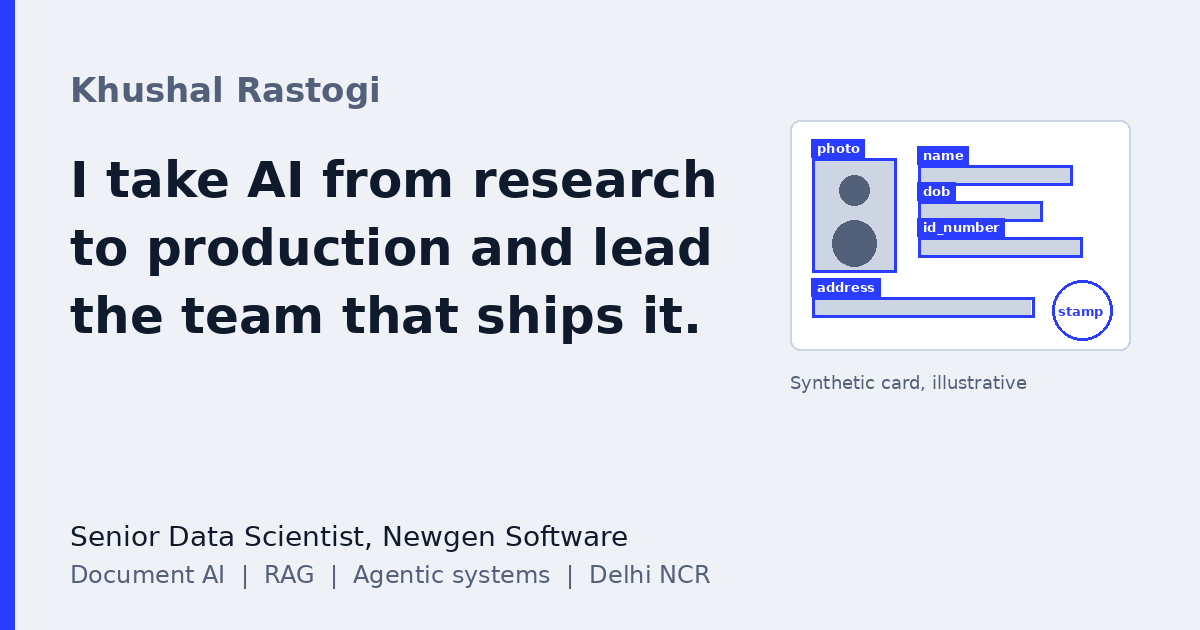 Khushal Rastogi
I take AI from research
to production and lead
the team that ships it.
photo
name
dob
id_number
address
stamp
Synthetic card, illustrative
Senior Data Scientist, Newgen Software
Document AI | RAG | Agentic systems | Delhi NCR